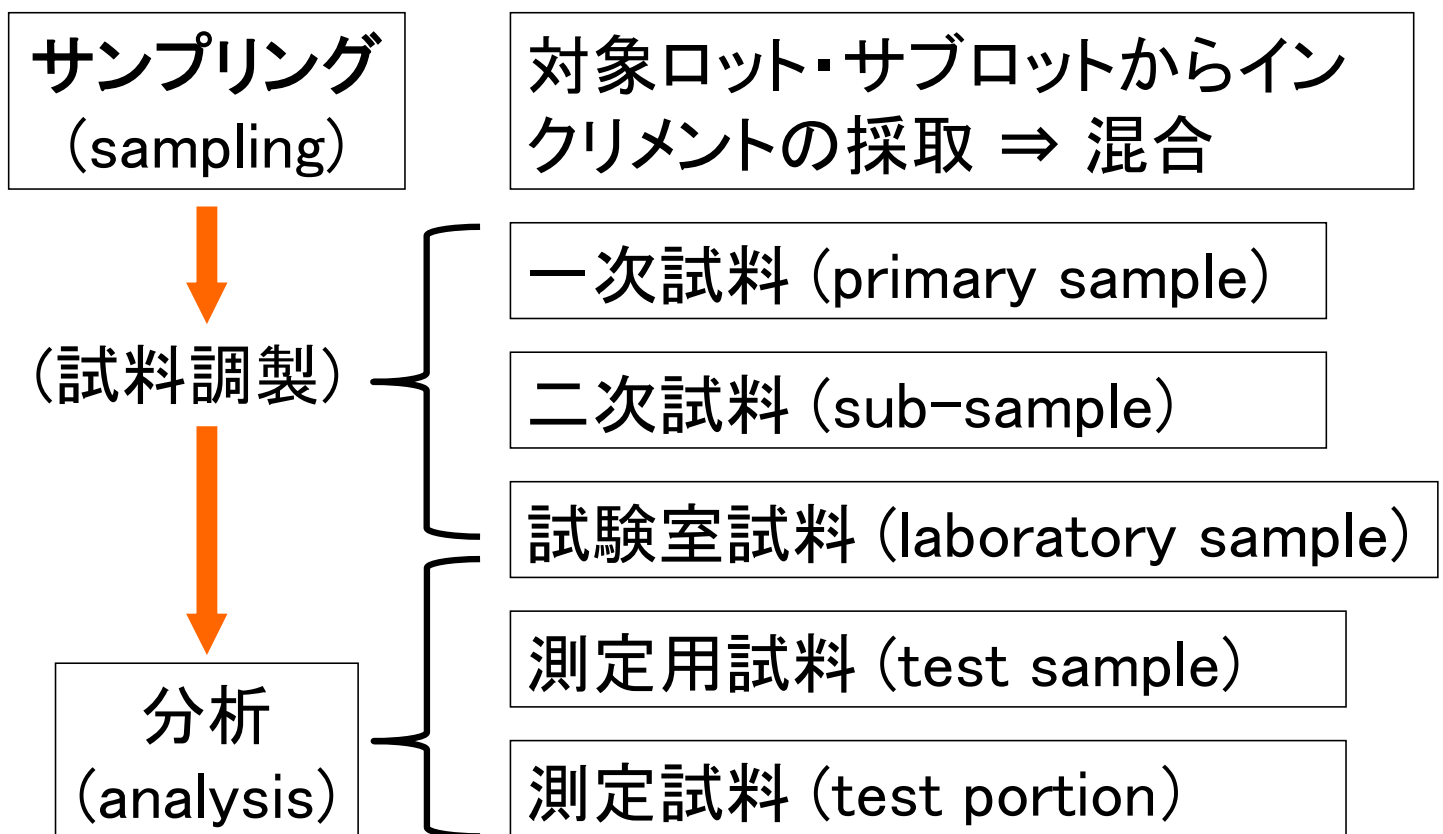 サンプリング
(sampling)
対象ロット・サブロットからイン
クリメントの採取 ⇒ 混合
一次試料 (primary sample)
(試料調製)
二次試料 (sub-sample)
試験室試料 (laboratory sample)
測定用試料 (test sample)
分析
(analysis)
測定試料 (test portion)